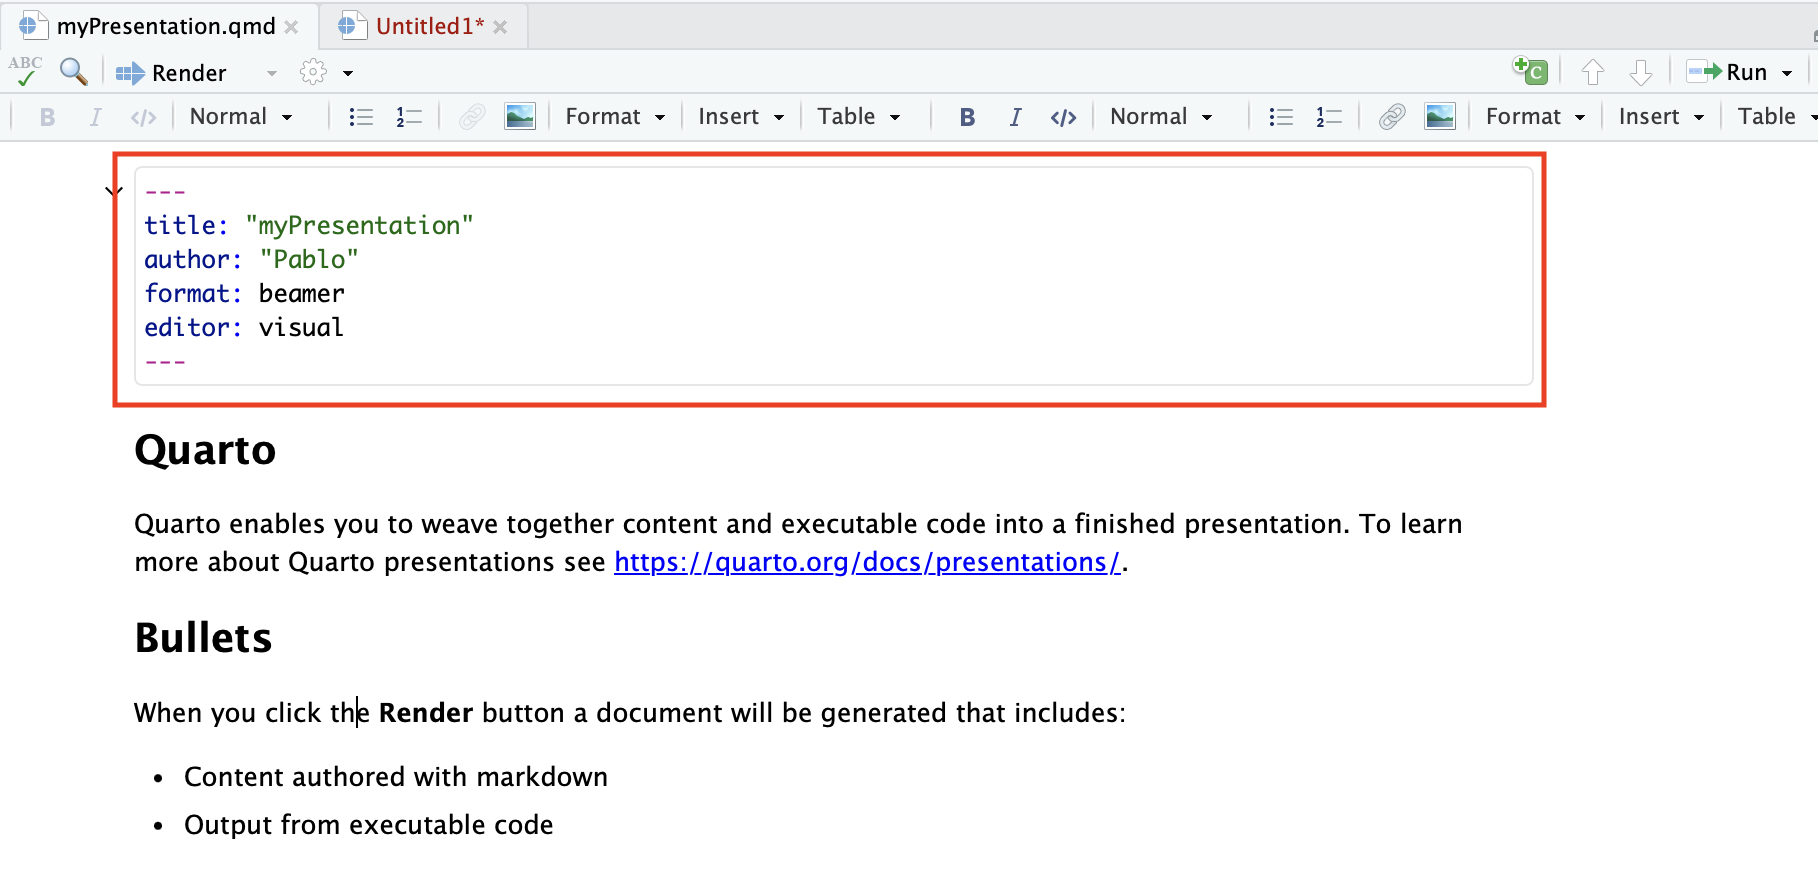 myPresentation.qmd Untitled1*
ABC Render C Run
B I </> Normal Format Insert Table B I </> Normal Format Insert Table
---
title: "myPresentation"
author: "Pablo"
format: beamer
editor: visual
---
Quarto
Quarto enables you to weave together content and executable code into a finished presentation. To learn
more about Quarto presentations see https://quarto.org/docs/presentations/.
Bullets
When you click the Render button a document will be generated that includes:
• Content authored with markdown
• Output from executable code